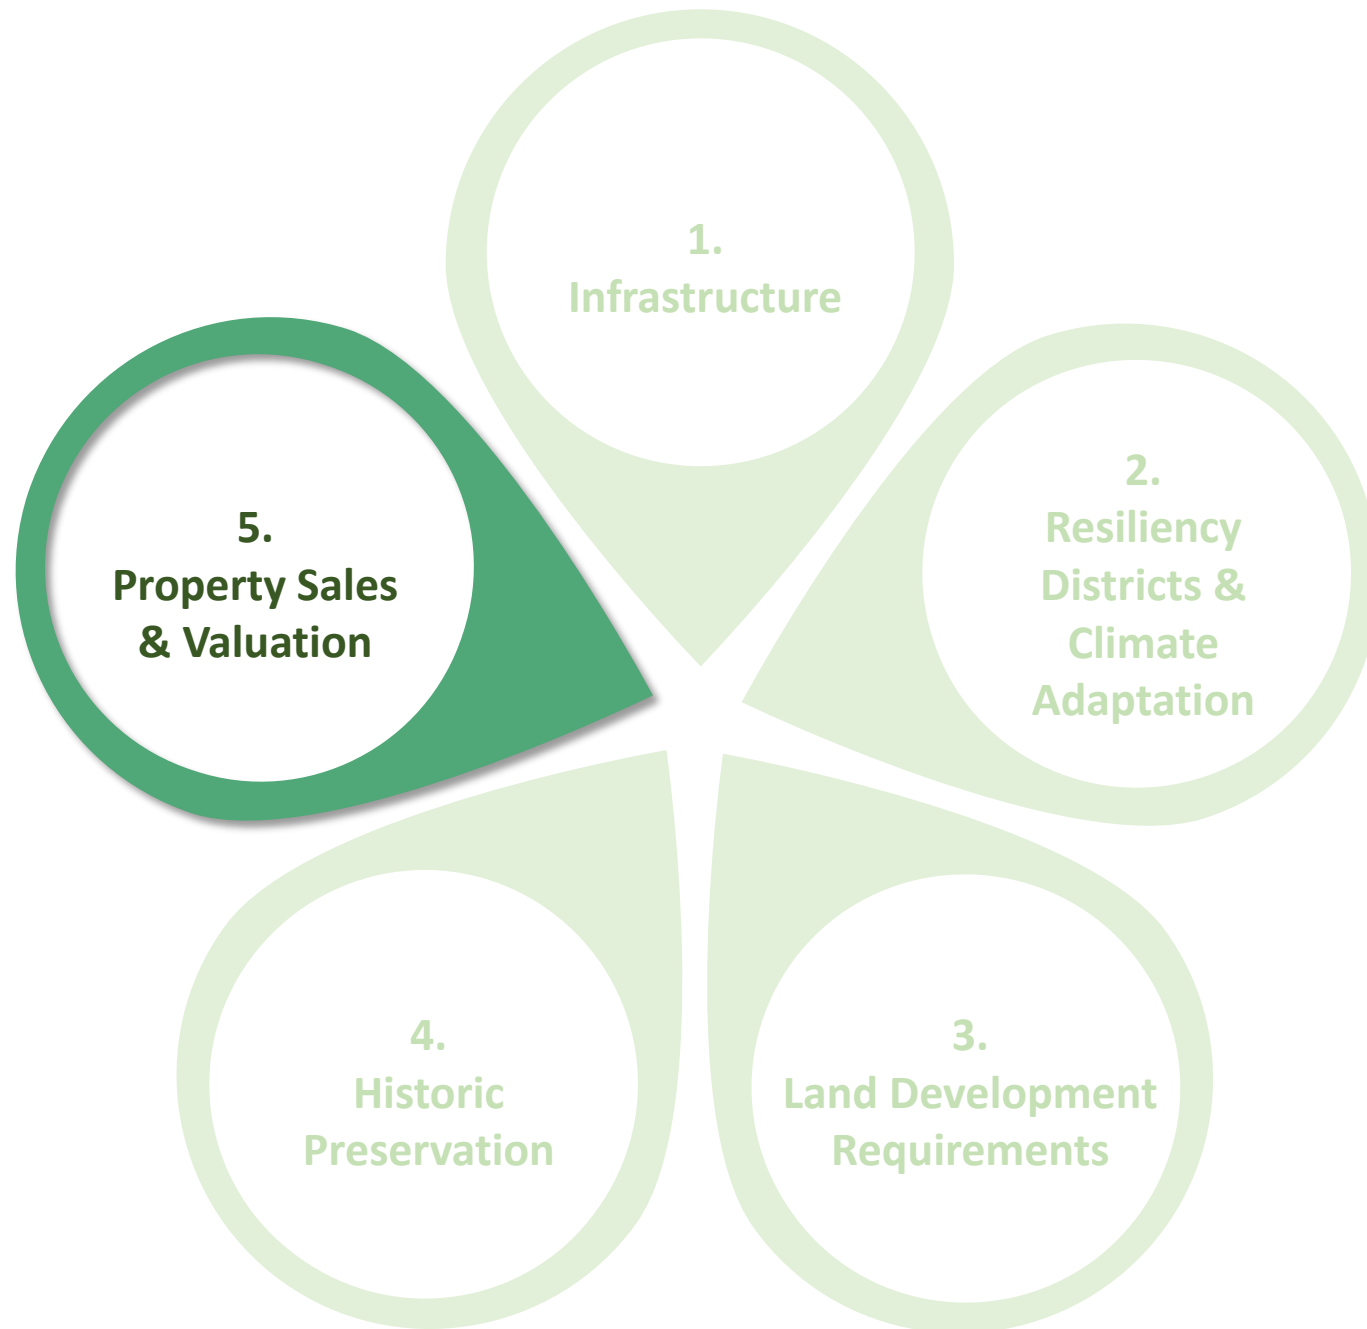 1.
Infrastructure
2.
Resiliency
Districts &
Climate
Adaptation
3.
Land Development
Requirements
4.
Historic
Preservation
5.
Property Sales
& Valuation